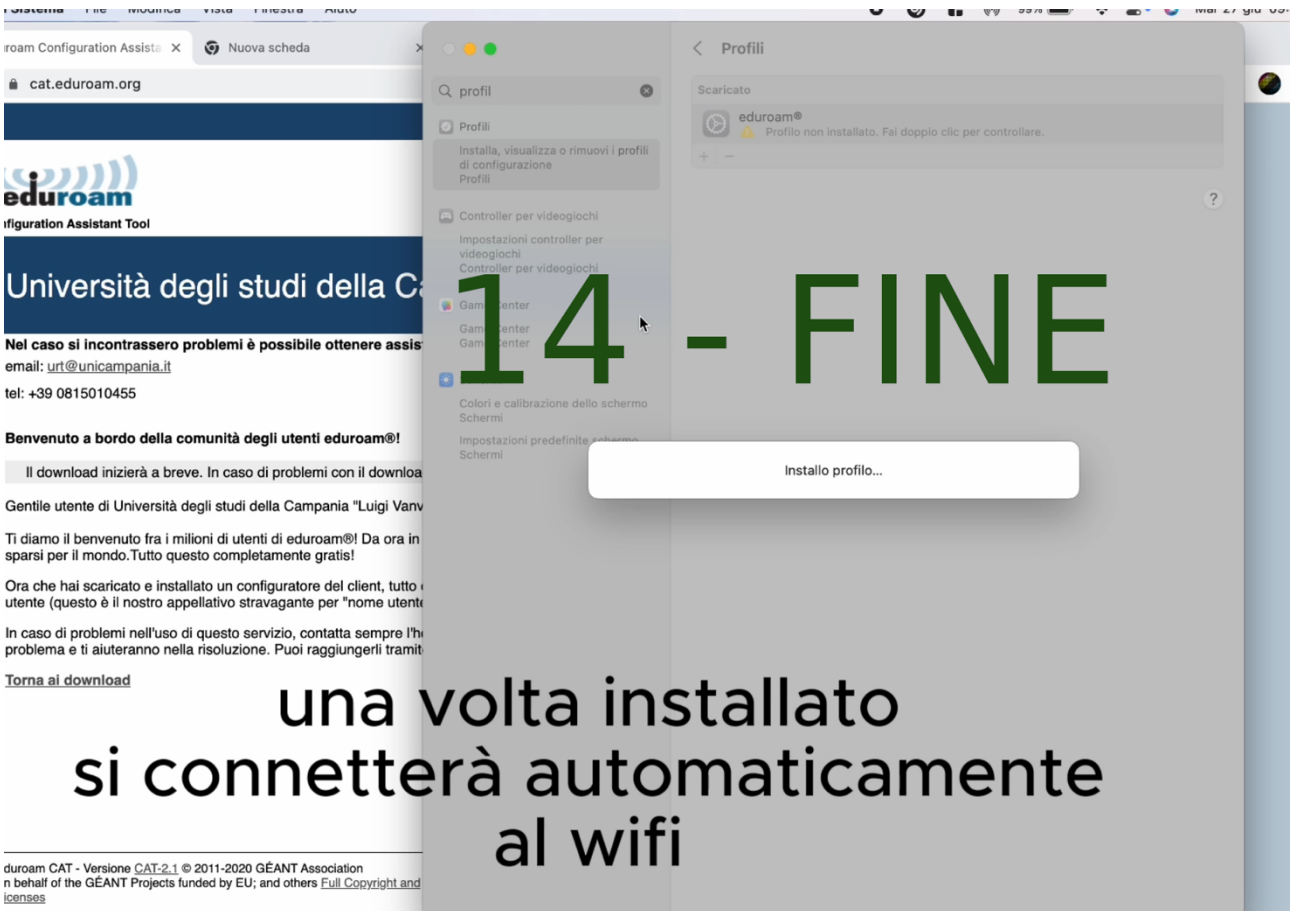 Sistema File Modifica Vista Finestra Aiuto
99%
Mar 27 giu
Configuration Assista
Nuova scheda
cat.eduroam.org
eduroam
Configuration Assistant Tool
Università degli studi della
Nel caso si incontrassero problemi è possibile ottenere
email: urt@unicampania.it
tel: +39 0815010455
Benvenuto a bordo della comunità degli utenti eduroam®!
Il download inizierà a breve. In caso di problemi con il
Gentile utente di Università degli studi della Campania "Luigi
Ti diamo il benvenuto fra i milioni di utenti di eduroam®! Da ora in
sparsi per il mondo.Tutto questo completamente gratis!
Ora che hai scaricato e installato un configuratore del client, tutto
utente (questo è il nostro appellativo stravagante per "nome
In caso di problemi nell'uso di questo servizio, contatta sempre
problema e ti aiuteranno nella risoluzione. Puoi raggiungerli
Torna ai download
eduroam CAT - Versione CAT-2.1 © 2011-2020 GÉANT Association
on behalf of the GÉANT Projects funded by EU; and others Full Copyright and
licenses
profil
Profili
Installa, visualizza o rimuovi i profili
di configurazione
Profili
Controller per videogiochi
Impostazioni controller per
videogiochi
Controller per videogiochi
Game Center
Game Center
Game Center
Colori e calibrazione dello schermo
Schermi
Impostazioni predefinite schermo
Schermi
Profili
Scaricato
eduroam®
Profilo non installato. Fai doppio clic per controllare.
+ −
?
14 - FINE
Installo profilo...
una volta installato
si connetterà automaticamente
al wifi